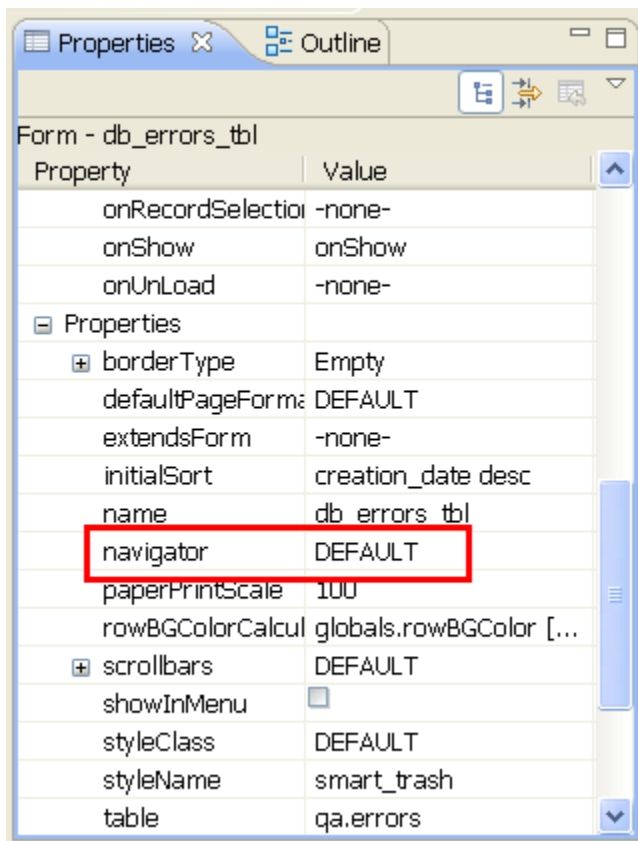 Properties Outline
Form - db_errors_tbl
Property Value
onRecordSelectio -none-
onShow onShow
onUnLoad -none-
Properties
borderType Empty
defaultPageForma DEFAULT
extendsForm -none-
initialSort creation_date desc
name db_errors_tbl
navigator DEFAULT
paperPrintScale 100
rowBGColorCalcul globals.rowBGColor [...
scrollbars DEFAULT
showInMenu
styleClass DEFAULT
styleName smart_trash
table qa.errors